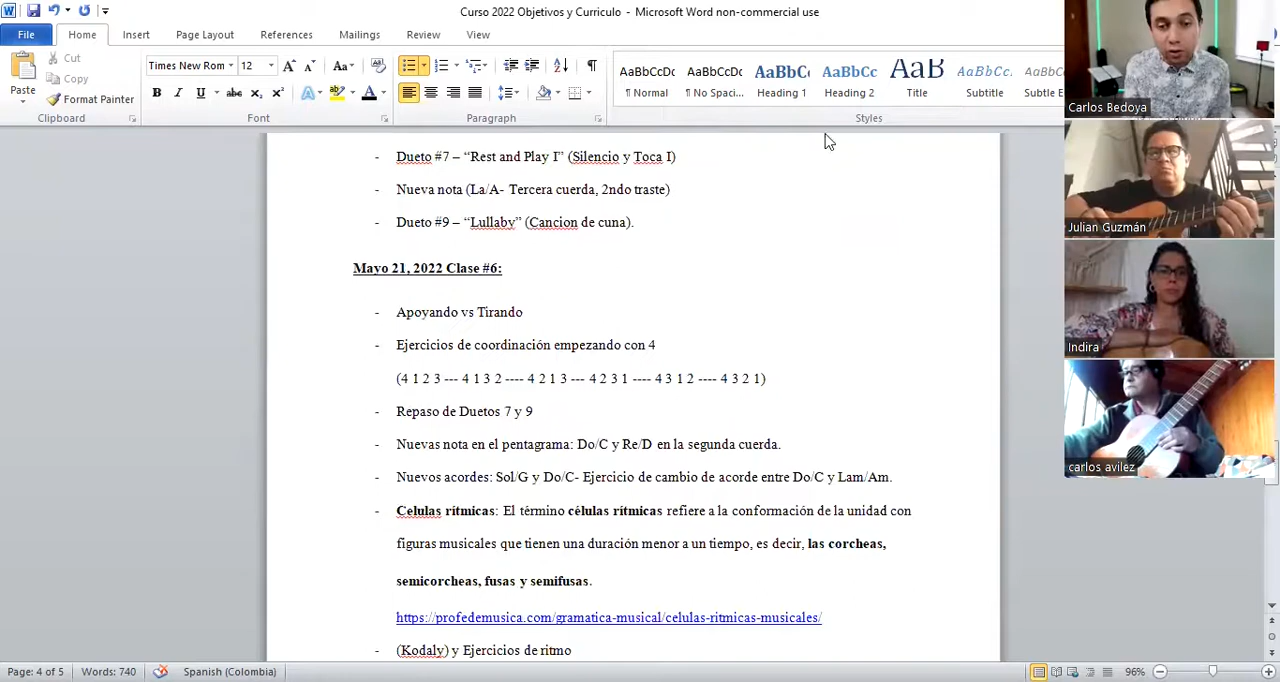 Curso 2022 Objetivos y Curriculo - Microsoft Word non-commercial use
File Home Insert Page Layout References Mailings Review View
Cut
Copy
Paste
Format Painter
Clipboard
Times New Rom 12
Font
Paragraph
AaBbCcDc AaBbCcDc AaBbC AaBbCc AaB AaBbCc. AaBbCc
¶ Normal ¶ No Spaci... Heading 1 Heading 2 Title Subtitle Subtle E
Styles
- Dueto #7 – “Rest and Play I” (Silencio y Toca I)
- Nueva nota (La/A- Tercera cuerda, 2ndo traste)
- Dueto #9 – “Lullaby” (Cancion de cuna).
Mayo 21, 2022 Clase #6:
- Apoyando vs Tirando
- Ejercicios de coordinación empezando con 4
(4 1 2 3 --- 4 1 3 2 ---- 4 2 1 3 --- 4 2 3 1 ---- 4 3 1 2 ---- 4 3 2 1)
- Repaso de Duetos 7 y 9
- Nuevas nota en el pentagrama: Do/C y Re/D en la segunda cuerda.
- Nuevos acordes: Sol/G y Do/C- Ejercicio de cambio de acorde entre Do/C y Lam/Am.
- Celulas rítmicas: El término células rítmicas refiere a la conformación de la unidad con
figuras musicales que tienen una duración menor a un tiempo, es decir, las corcheas,
semicorcheas, fusas y semifusas.
https://profedemusica.com/gramatica-musical/celulas-ritmicas-musicales/
- (Kodaly) y Ejercicios de ritmo
Page: 4 of 5 Words: 740 Spanish (Colombia) 96%
Carlos Bedoya
Julian Guzmán
Indira
carlos avilez